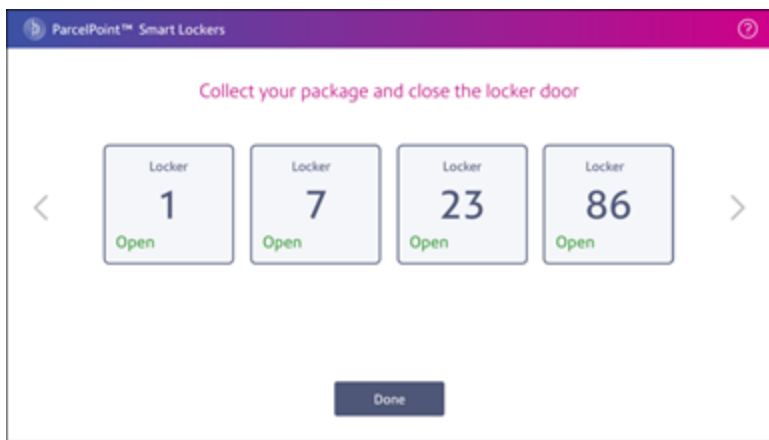 ParcelPoint™ Smart Lockers
?
Collect your package and close the locker door
Locker Locker Locker Locker
1 7 23 86
Open Open Open Open
Done